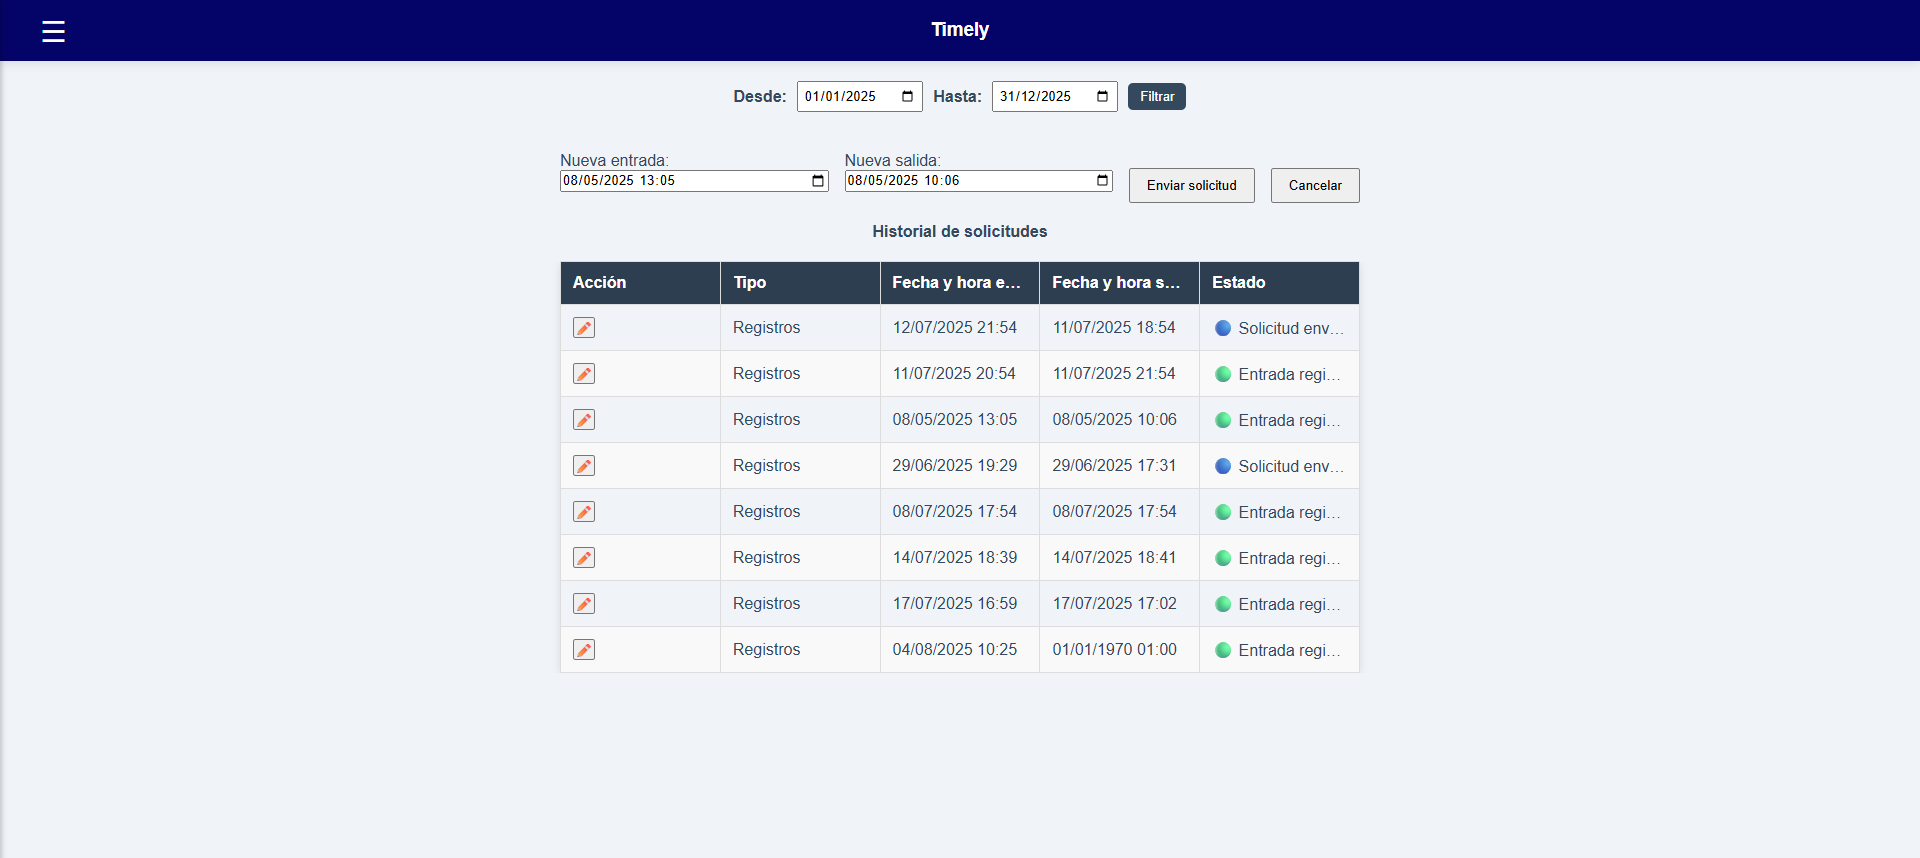 ☰ Timely
Desde: 01/01/2025 Hasta: 31/12/2025 Filtrar
Nueva entrada: Nueva salida:
08/05/2025 13:05 08/05/2025 10:06 Enviar solicitud Cancelar
Historial de solicitudes
Acción Tipo Fecha y hora e... Fecha y hora s... Estado
Registros 12/07/2025 21:54 11/07/2025 18:54 Solicitud env...
Registros 11/07/2025 20:54 11/07/2025 21:54 Entrada regi...
Registros 08/05/2025 13:05 08/05/2025 10:06 Entrada regi...
Registros 29/06/2025 19:29 29/06/2025 17:31 Solicitud env...
Registros 08/07/2025 17:54 08/07/2025 17:54 Entrada regi...
Registros 14/07/2025 18:39 14/07/2025 18:41 Entrada regi...
Registros 17/07/2025 16:59 17/07/2025 17:02 Entrada regi...
Registros 04/08/2025 10:25 01/01/1970 01:00 Entrada regi...